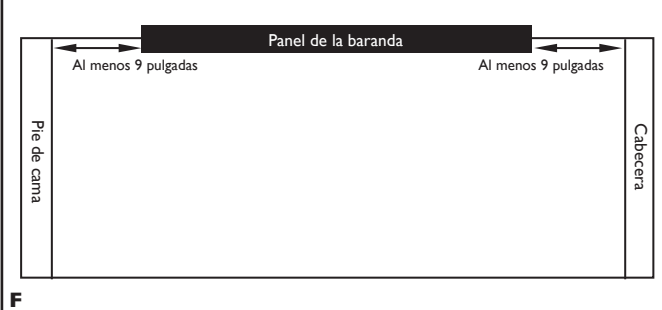 Panel de la baranda
Al menos 9 pulgadas
Al menos 9 pulgadas
Pie de cama
Cabecera
F